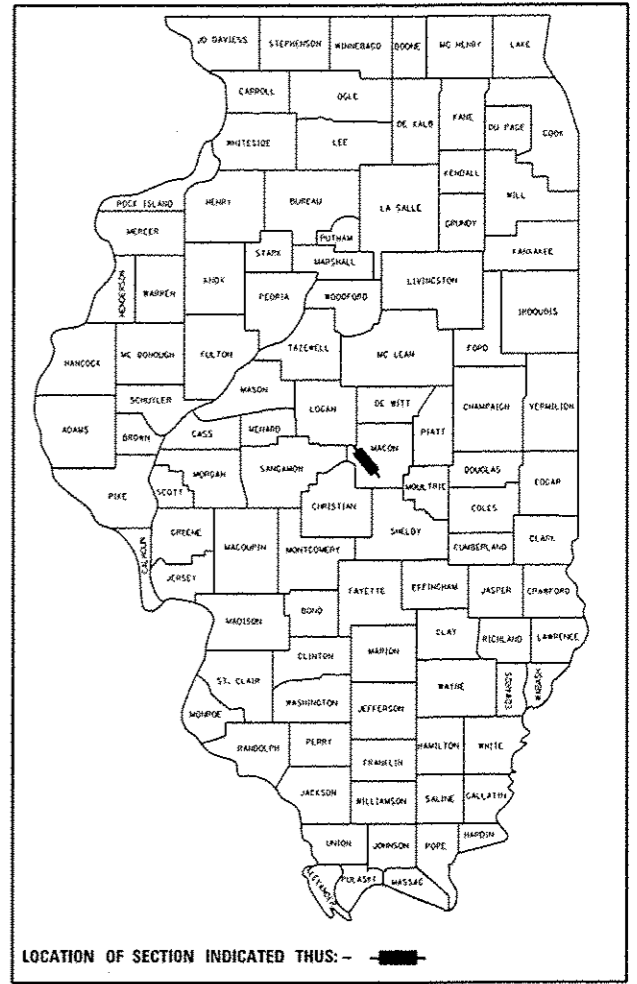 JO DAVIESS STEPHENSON WINNEBAGO BOONE MC HENRY LAKE
CARROLL OGLE DE KALB KANE DU PAGE COOK
WHITESIDE LEE KENDALL WILL
ROCK ISLAND HENRY BUREAU LA SALLE GRUNDY
MERCER PUTNAM KANKAKEE
STARK MARSHALL
HENDERSON WARREN KNOX PEORIA WOODFORD LIVINGSTON IROQUOIS
HANCOCK MC DONOUGH FULTON TAZEWELL MC LEAN FORD
MASON
SCHUYLER LOGAN DE WITT CHAMPAIGN VERMILION
ADAMS BROWN CASS MENARD MACON PIATT
MORGAN SANGAMON MOULTRIE DOUGLAS EDGAR
PIKE SCOTT CHRISTIAN COLES
GREENE MACOUPIN MONTGOMERY SHELBY CUMBERLAND CLARK
CALHOUN JERSEY
FAYETTE EFFINGHAM JASPER CRAWFORD
MADISON BOND
CLAY RICHLAND LAWRENCE
CLINTON MARION
ST. CLAIR WAYNE EDWARDS WABASH
WASHINGTON JEFFERSON
MONROE
RANDOLPH PERRY HAMILTON WHITE
FRANKLIN
JACKSON WILLIAMSON SALINE GALLATIN
HARDIN
UNION JOHNSON POPE
ALEXANDER PULASKI MASSAC
LOCATION OF SECTION INDICATED THUS: -